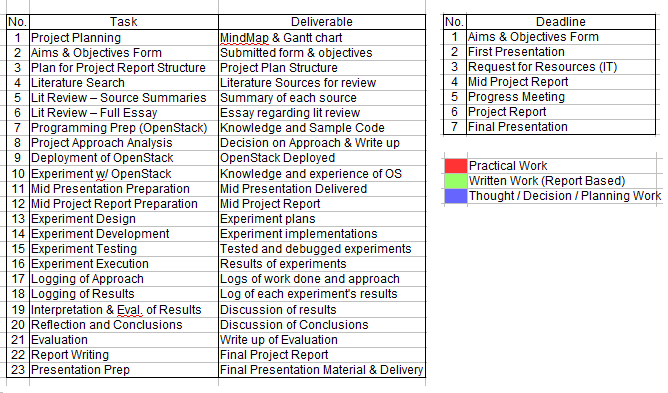 No. Task Deliverable
1 Project Planning MindMap & Gantt chart
2 Aims & Objectives Form Submitted form & objectives
3 Plan for Project Report Structure Project Plan Structure
4 Literature Search Literature Sources for review
5 Lit Review – Source Summaries Summary of each source
6 Lit Review – Full Essay Essay regarding lit review
7 Programming Prep (OpenStack) Knowledge and Sample Code
8 Project Approach Analysis Decision on Approach & Write up
9 Deployment of OpenStack OpenStack Deployed
10 Experiment w/ OpenStack Knowledge and experience of OS
11 Mid Presentation Preparation Mid Presentation Delivered
12 Mid Project Report Preparation Mid Project Report
13 Experiment Design Experiment plans
14 Experiment Development Experiment implementations
15 Experiment Testing Tested and debugged experiments
16 Experiment Execution Results of experiments
17 Logging of Approach Logs of work done and approach
18 Logging of Results Log of each experiment's results
19 Interpretation & Eval. of Results Discussion of results
20 Reflection and Conclusions Discussion of Conclusions
21 Evaluation Write up of Evaluation
22 Report Writing Final Project Report
23 Presentation Prep Final Presentation Material & Delivery
No. Deadline
1 Aims & Objectives Form
2 First Presentation
3 Request for Resources (IT)
4 Mid Project Report
5 Progress Meeting
6 Project Report
7 Final Presentation
Practical Work
Written Work (Report Based)
Thought / Decision / Planning Work